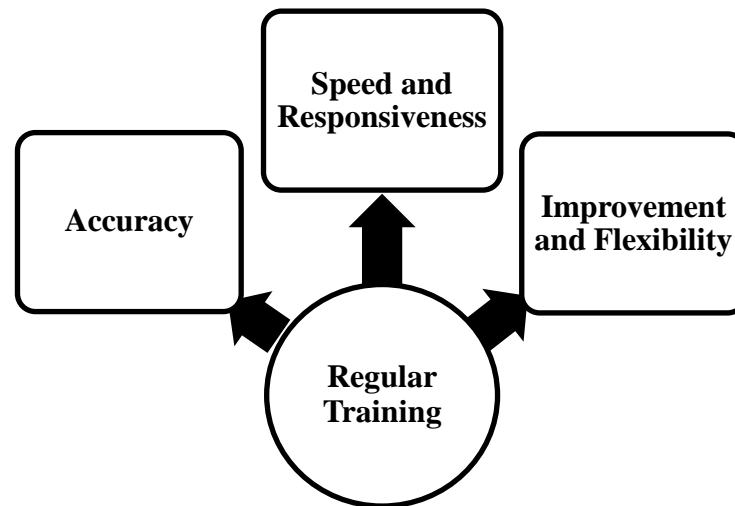 Speed and
Responsiveness
Accuracy
Improvement
and Flexibility
Regular
Training